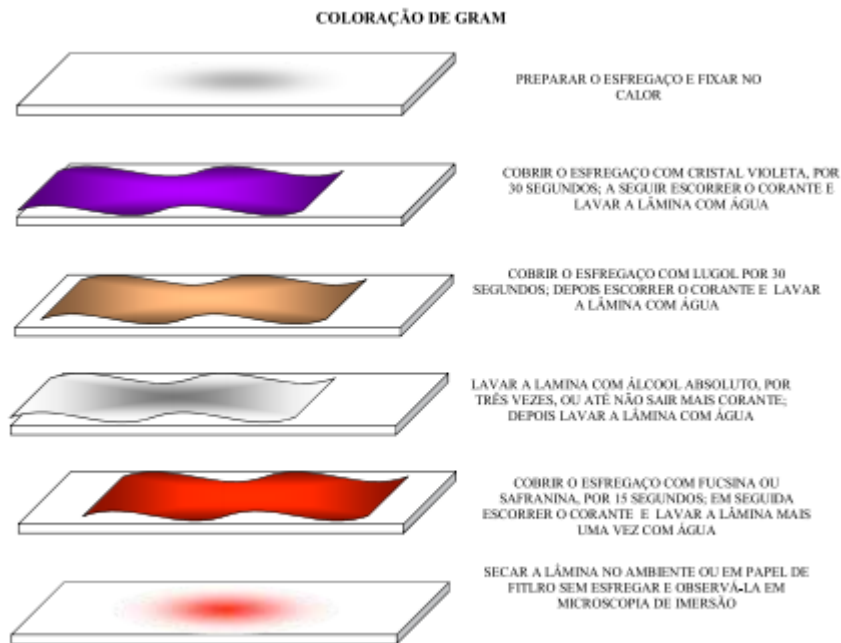 COLORAÇÃO DE GRAM
PREPARAR O ESFREGAÇO E FIXAR NO
CALOR
COBRIR O ESFREGAÇO COM CRISTAL VIOLETA, POR
30 SEGUNDOS; A SEGUIR ESCORRER O CORANTE E
LAVAR A LÂMINA COM ÁGUA
COBRIR O ESFREGAÇO COM LUGOL POR 30
SEGUNDOS; DEPOIS ESCORRER O CORANTE E LAVAR
A LÂMINA COM ÁGUA
LAVAR A LAMINA COM ÁLCOOL ABSOLUTO, POR
TRÊS VEZES, OU ATÉ NÃO SAIR MAIS CORANTE;
DEPOIS LAVAR A LÂMINA COM ÁGUA
COBRIR O ESFREGAÇO COM FUCSINA OU
SAFRANINA, POR 15 SEGUNDOS; EM SEGUIDA
ESCORRER O CORANTE E LAVAR A LÂMINA MAIS
UMA VEZ COM ÁGUA
SECAR A LÂMINA NO AMBIENTE OU EM PAPEL DE
FITLRO SEM ESFREGAR E OBSERVÁ-LA EM
MICROSCOPIA DE IMERSÃO